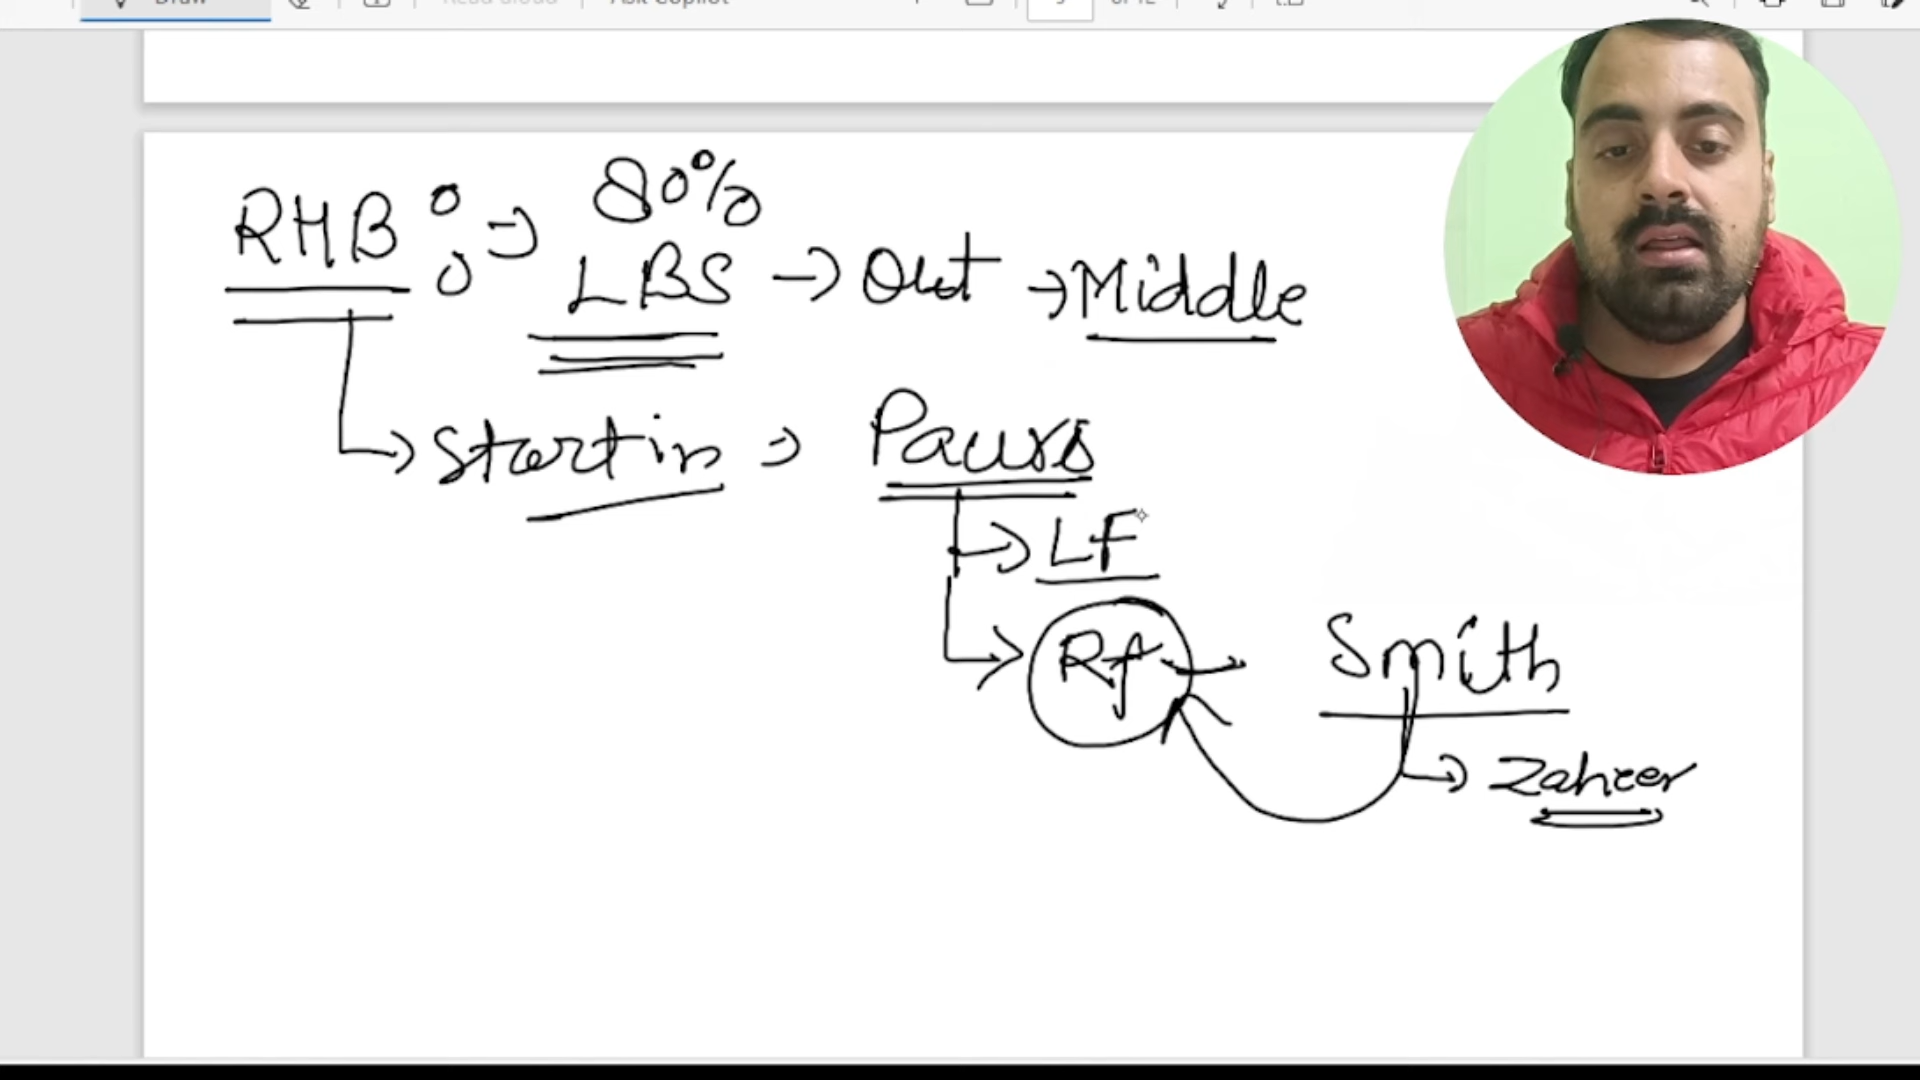 80%
RHB : => LBS -> Out -> Middle
-> Startin => Paurs
-> LF
-> Rf -> Smith
-> Zaheer